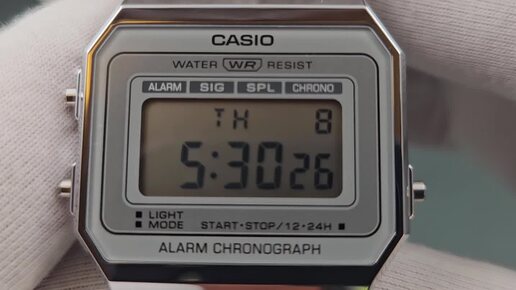 CASIO
WATER WR RESIST
ALARM SIG SPL CHRONO
TH 8
5:30 26
LIGHT
MODE START·STOP/12·24H
ALARM CHRONOGRAPH